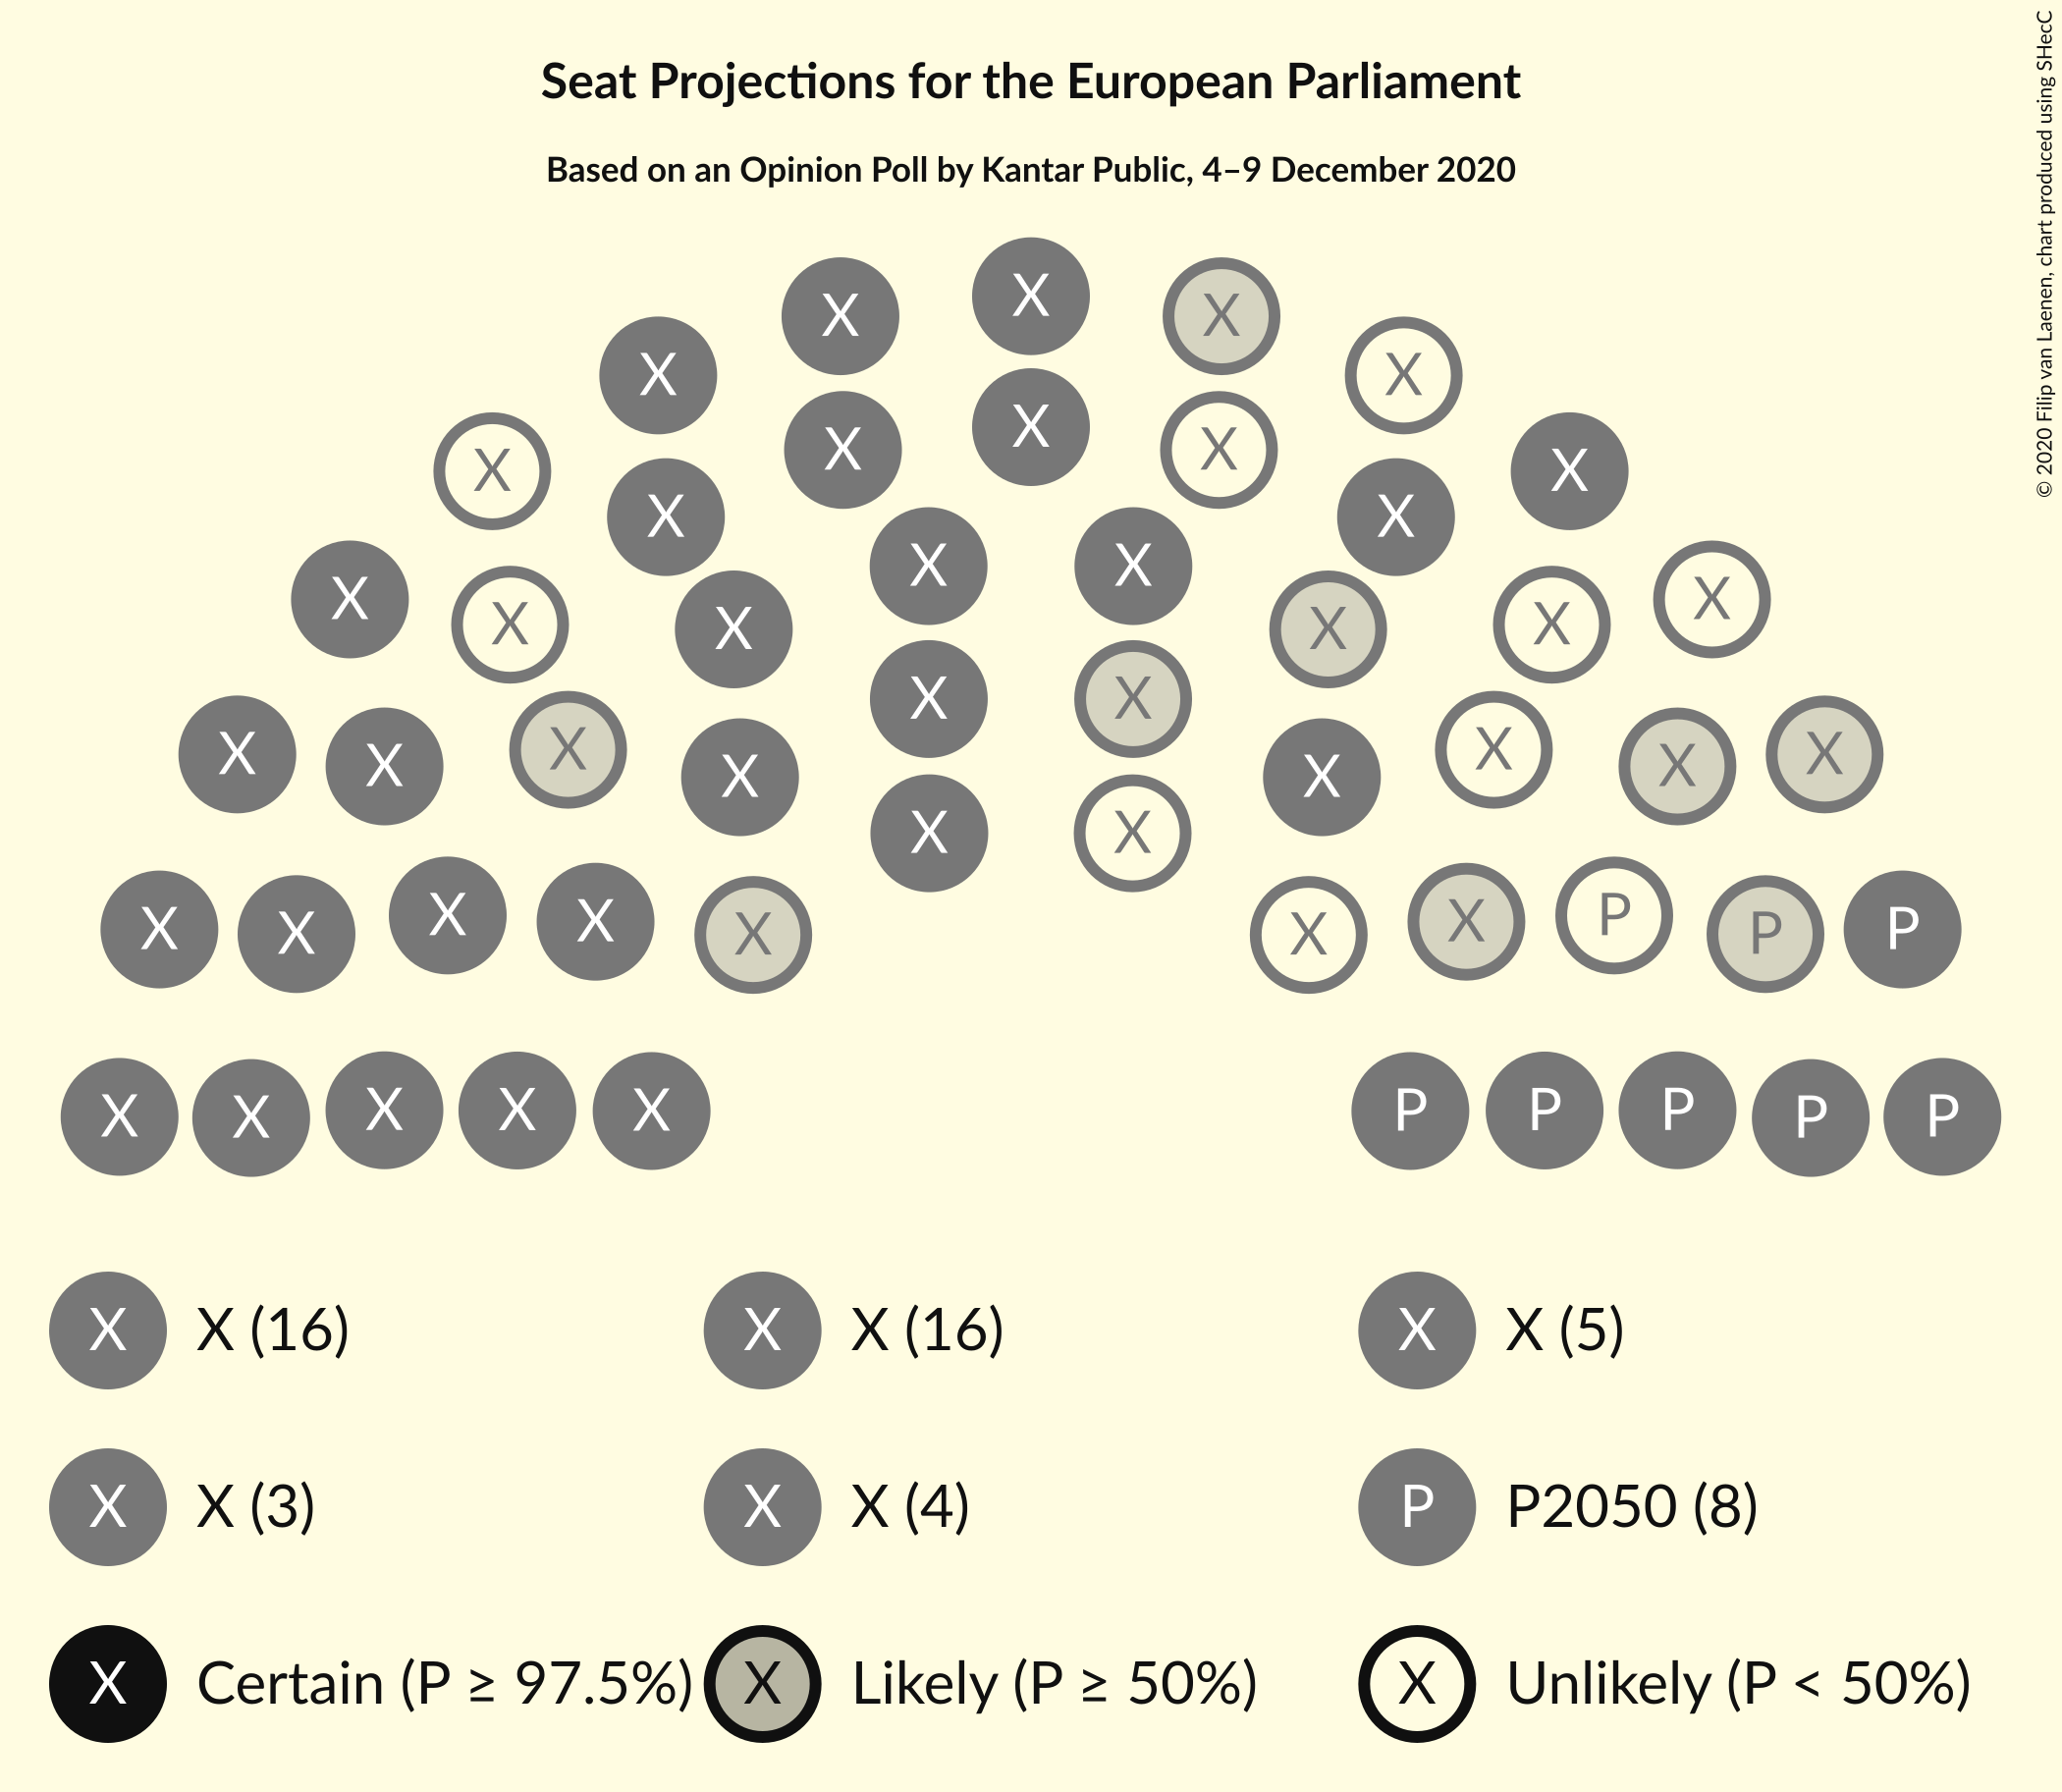 Seat Projections for the European Parliament
Based on an Opinion Poll by Kantar Public, 4–9 December 2020
© 2020 Filip van Laenen, chart produced using SHecC
X
X X
X X
X X
X X
X X X
X X X
X X
X X
X X X X
X X
X X X X
X X
X X
X X X X
X X
X X
P X
X P X
X X P
X X
P
X X X P P P
X X P P
X X (16) X X (16) X X (5)
X X (3) X X (4) P P2050 (8)
X Certain (P ≥ 97.5%) X Likely (P ≥ 50%) X Unlikely (P < 50%)